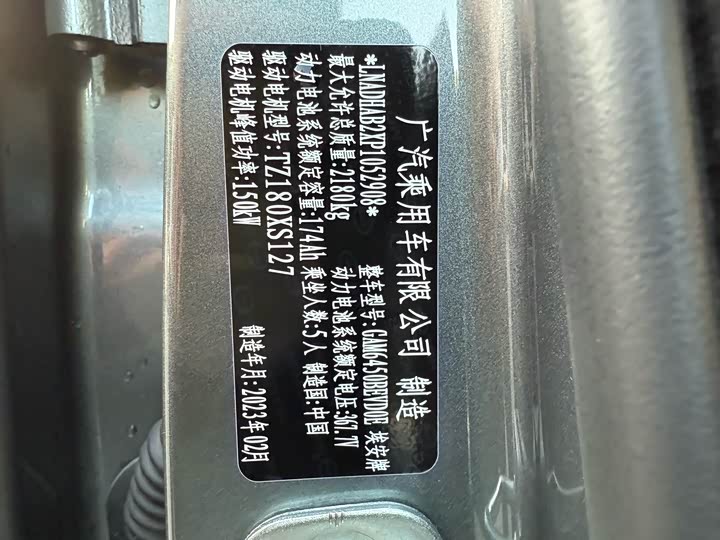 广汽乘用车有限公司 制造
*LNADHAB2XP1052908* 整车型号:GAM6450BEVD0E 埃安牌
最大允许总质量:2180kg 动力电池系统额定电压:367.7V
动力电池系统额定容量:174Ah 乘坐人数:5人 制造国:中国
驱动电机型号:TZ180XS127
驱动电机峰值功率:150kW 制造年月:2023年02月